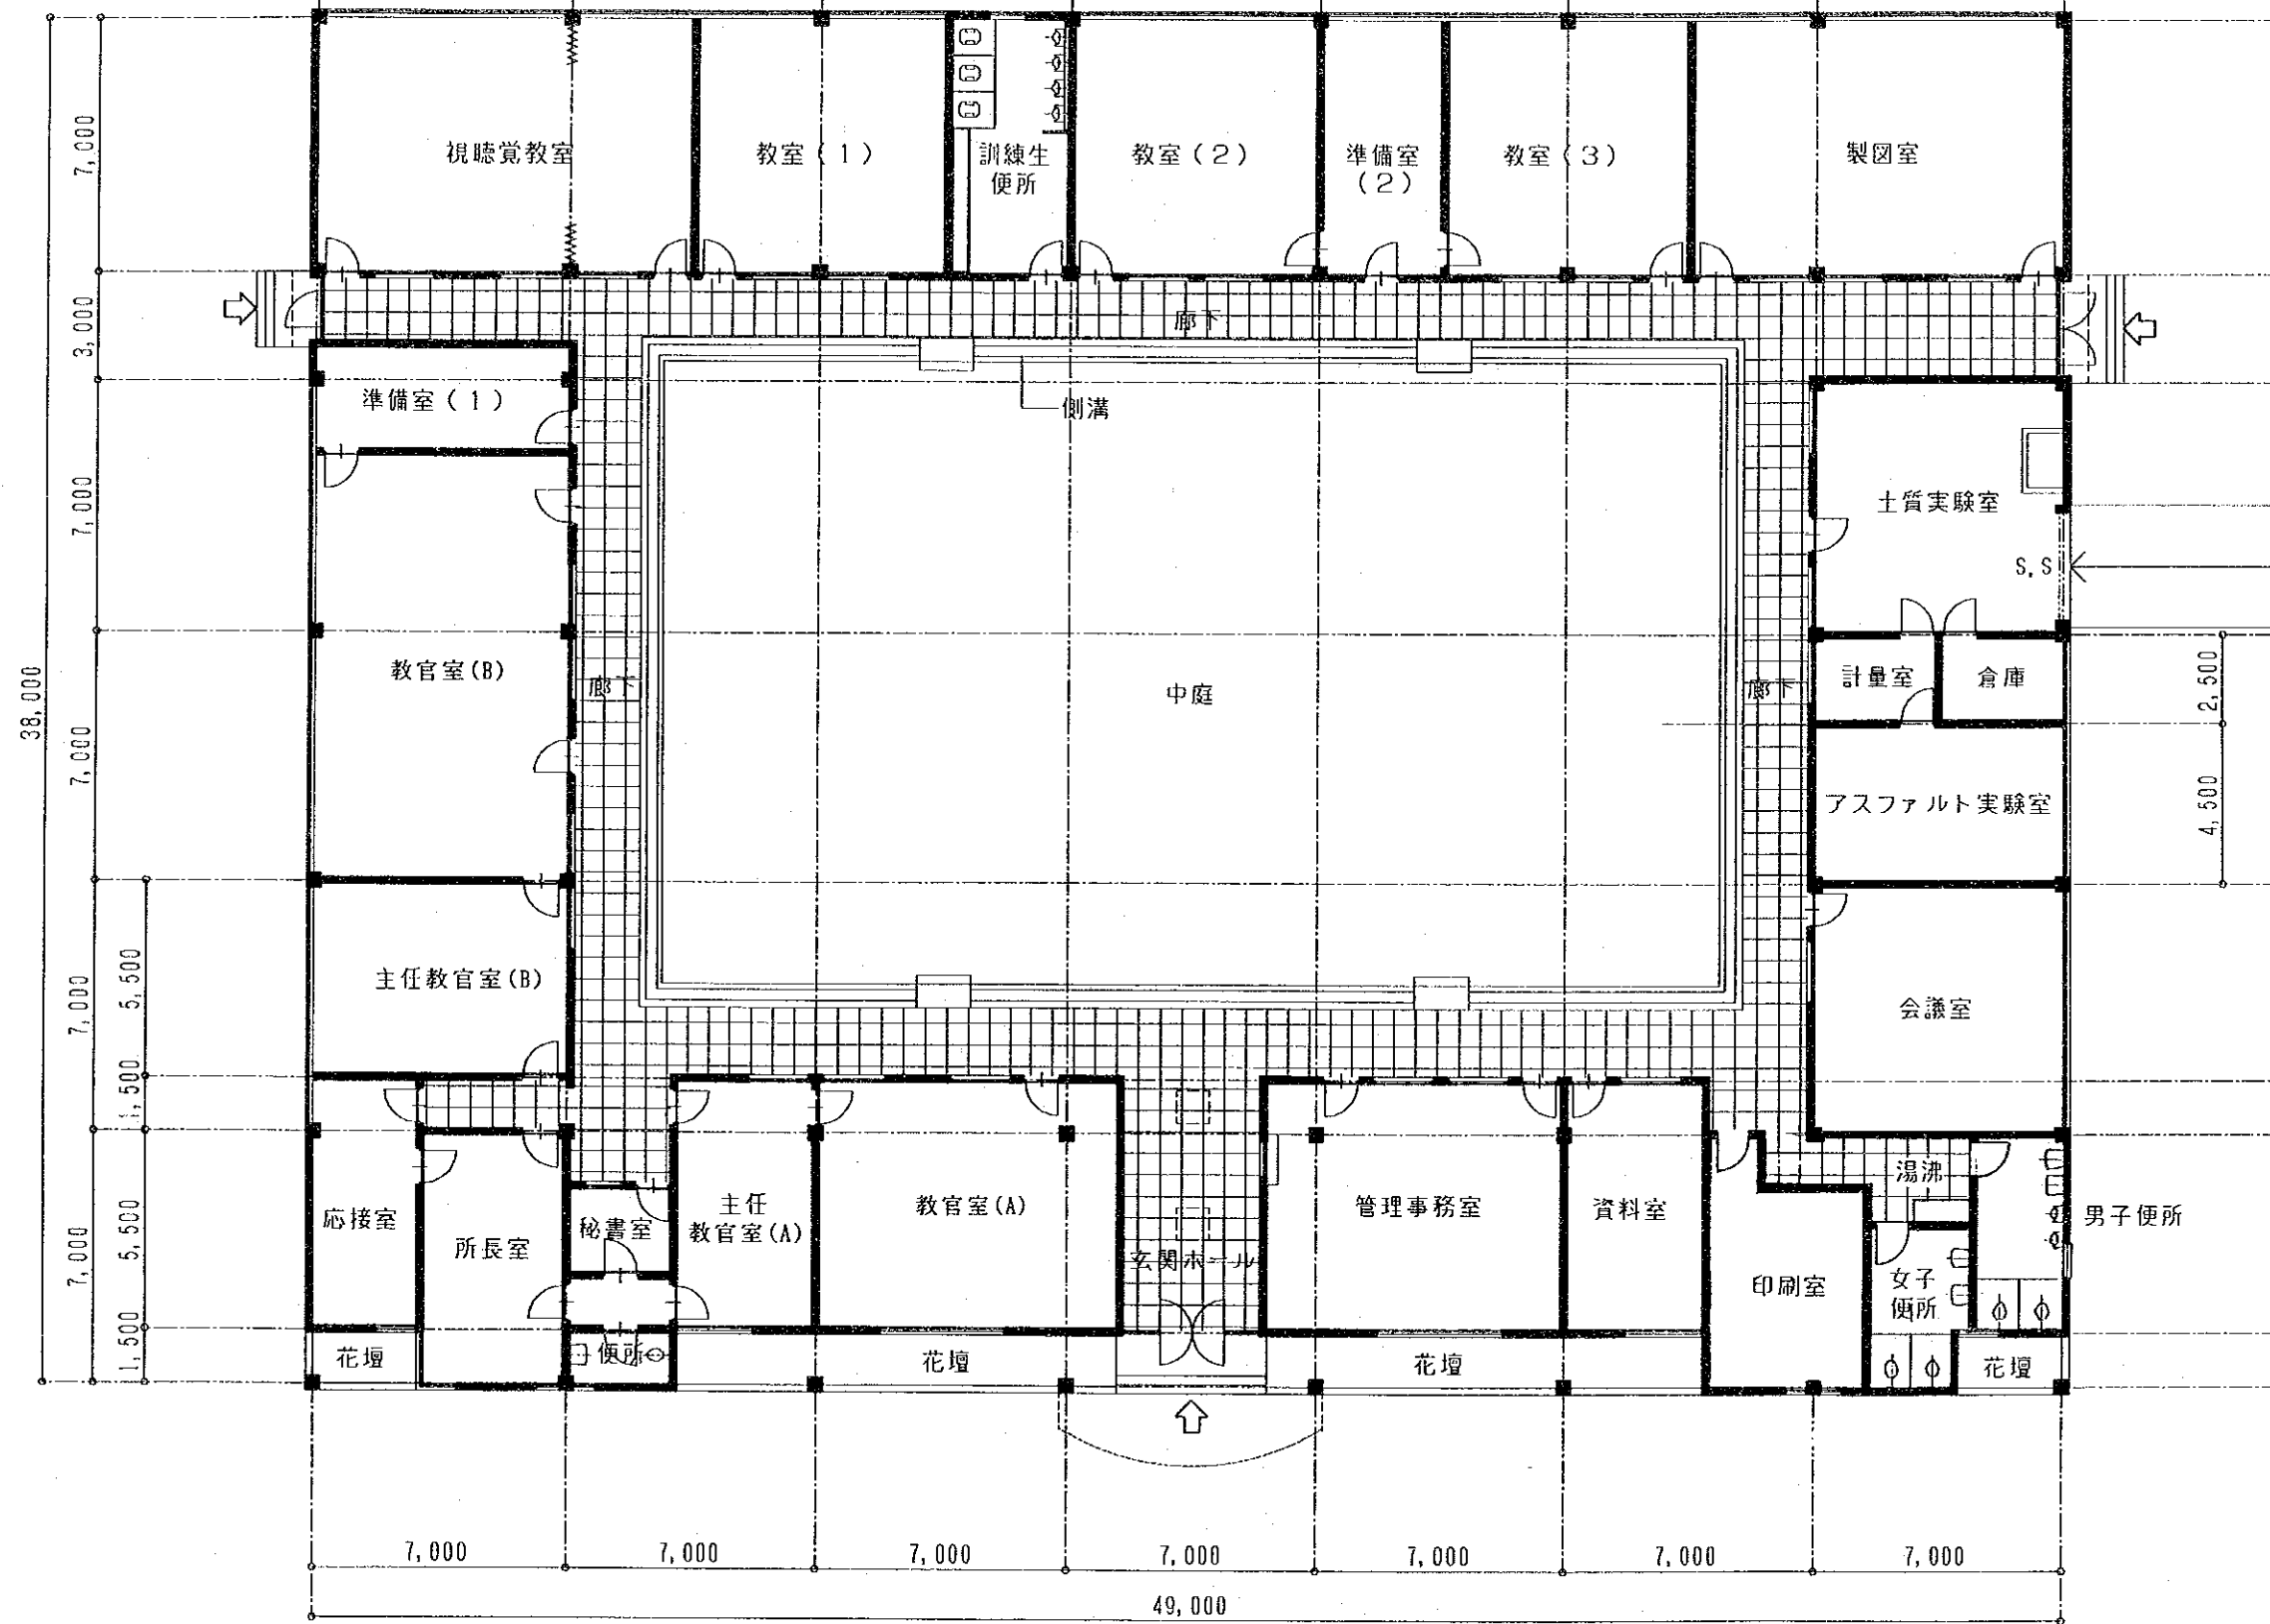 視聴覚教室
教室(1)
訓練生
便所
教室(2)
準備室
(2)
教室(3)
製図室
7,000
3,000
廊下
側溝
準備室(1)
土質実験室
S,S
7,000
教官室(B)
廊下
中庭
廊下
計量室
倉庫
2,500
38,000
7,000
アスファルト実験室
4,500
主任教官室(B)
会議室
7,000
5,500
1,500
湯沸
男子便所
応接室
所長室
秘書室
主任
教官室(A)
教官室(A)
玄関ホール
管理事務室
資料室
印刷室
女子
便所
7,000
5,500
1,500
花壇
便所
花壇
花壇
花壇
7,000
7,000
7,000
7,000
7,000
7,000
7,000
49,000